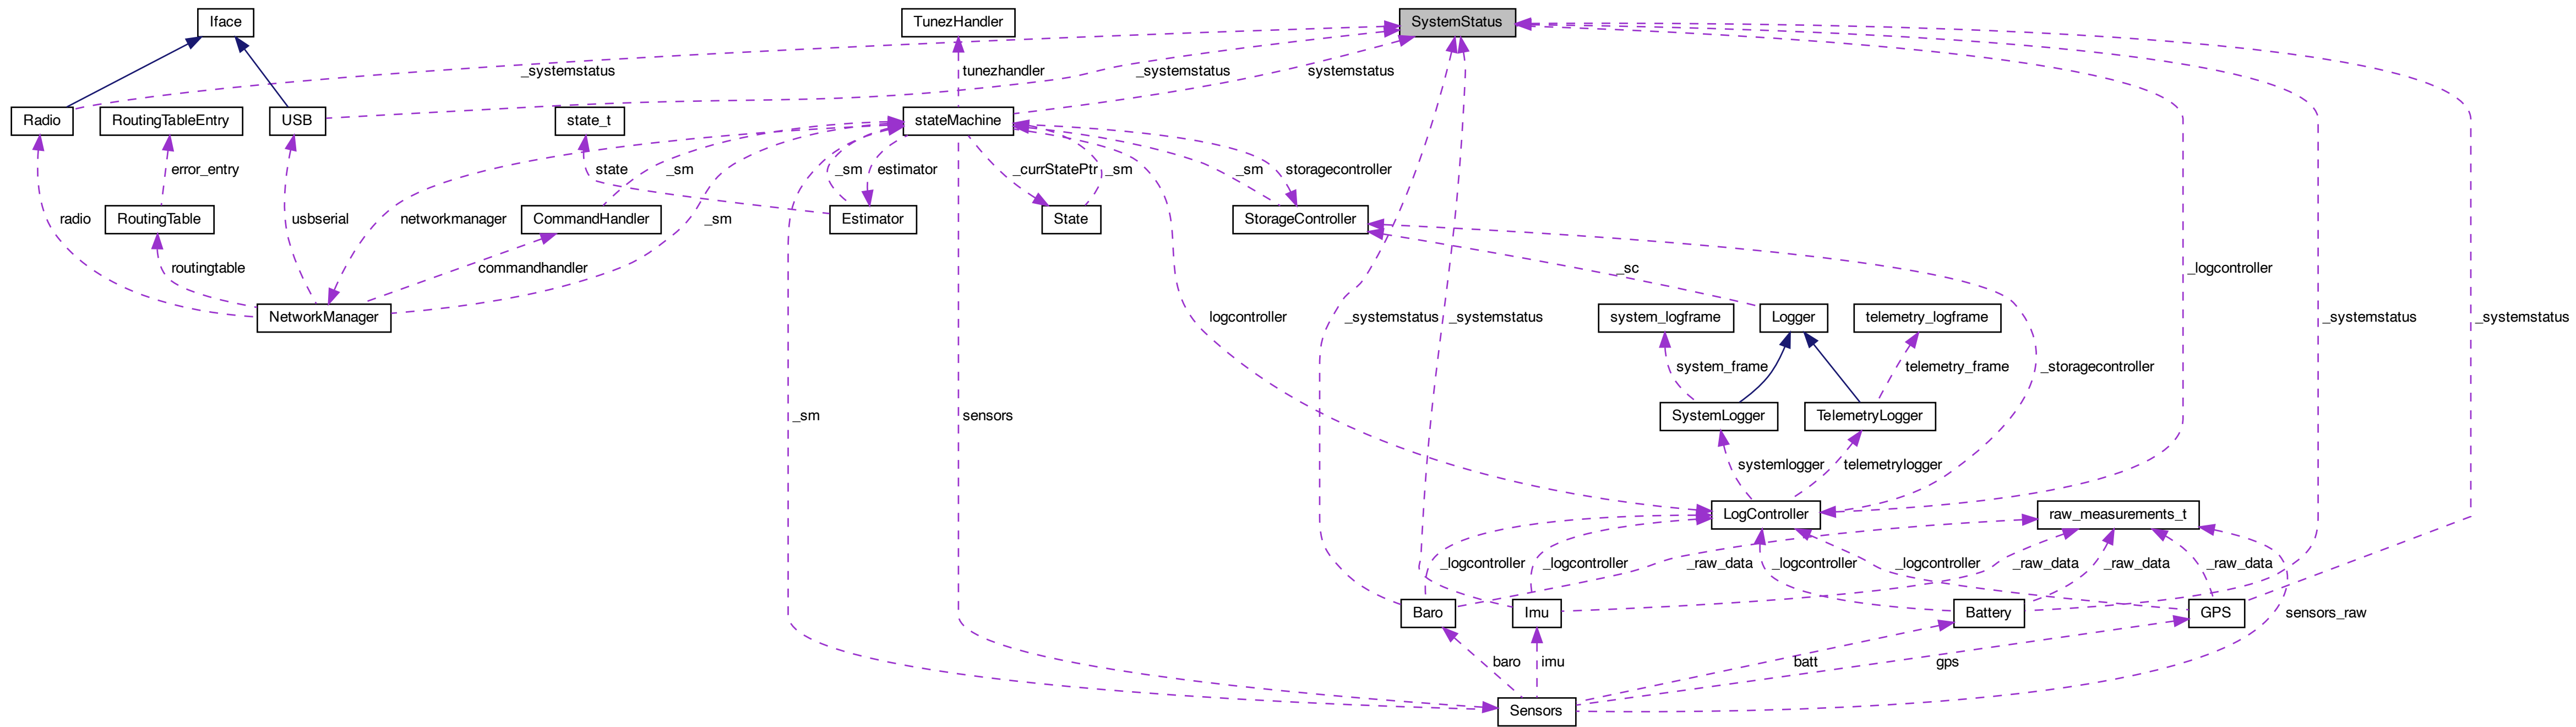 Iface
TunezHandler
SystemStatus
_systemstatus
tunezhandler
_systemstatus
systemstatus
Radio
RoutingTableEntry
USB
state_t
stateMachine
error_entry
state
_sm
_sm
estimator
_currStatePtr
_sm
_sm
storagecontroller
radio
RoutingTable
usbserial
networkmanager
CommandHandler
_sm
Estimator
State
StorageController
routingtable
commandhandler
_sc
_logcontroller
NetworkManager
logcontroller
_systemstatus
_systemstatus
system_logframe
Logger
telemetry_logframe
_systemstatus
_systemstatus
system_frame
telemetry_frame
_storagecontroller
_sm
sensors
SystemLogger
TelemetryLogger
systemlogger
telemetrylogger
LogController
raw_measurements_t
_logcontroller
_logcontroller
_raw_data
_logcontroller
_logcontroller
_raw_data
_raw_data
_raw_data
Baro
Imu
Battery
GPS
sensors_raw
baro
imu
batt
gps
Sensors